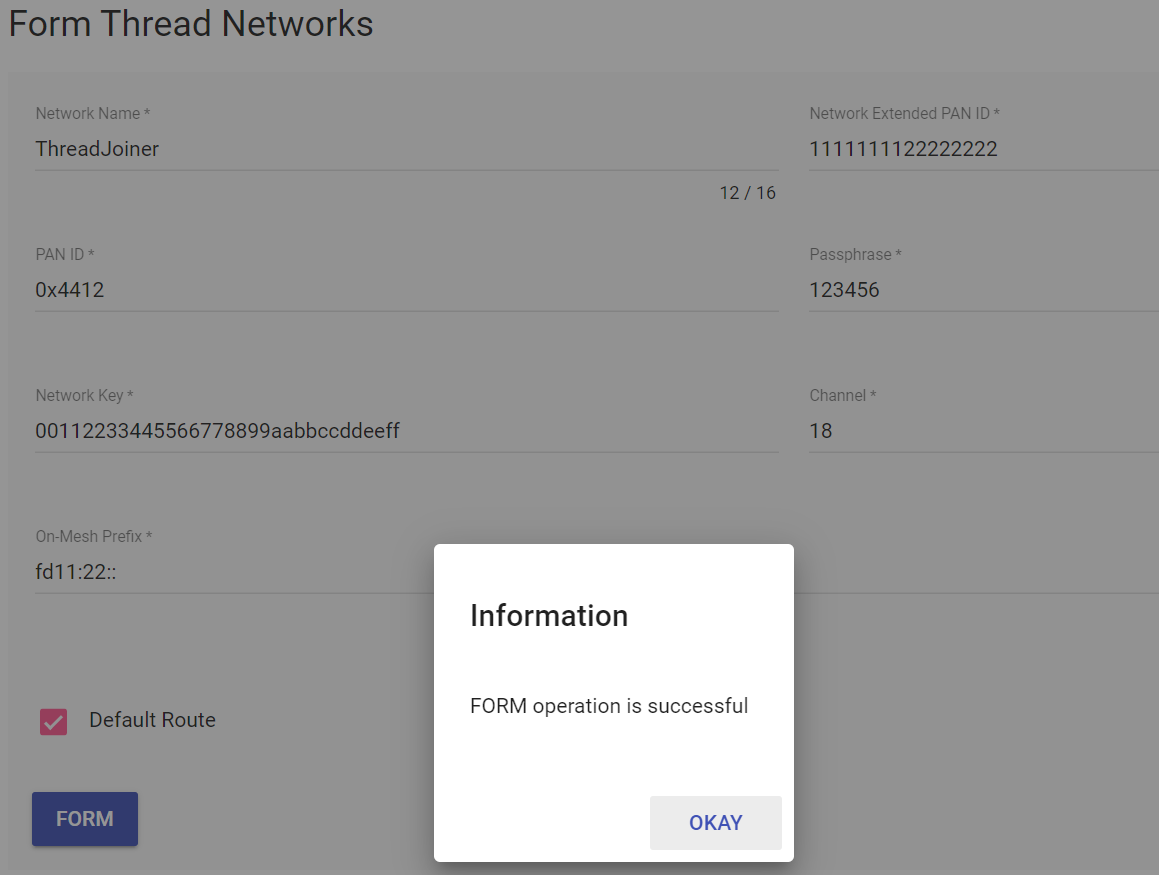 Form Thread Networks
Network Name *
Network Extended PAN ID *
ThreadJoiner
1111111122222222
12 / 16
PAN ID *
Passphrase *
0x4412
123456
Network Key *
Channel *
00112233445566778899aabbccddeeff
18
On-Mesh Prefix *
fd11:22::
Information
FORM operation is successful
Default Route
FORM
OKAY